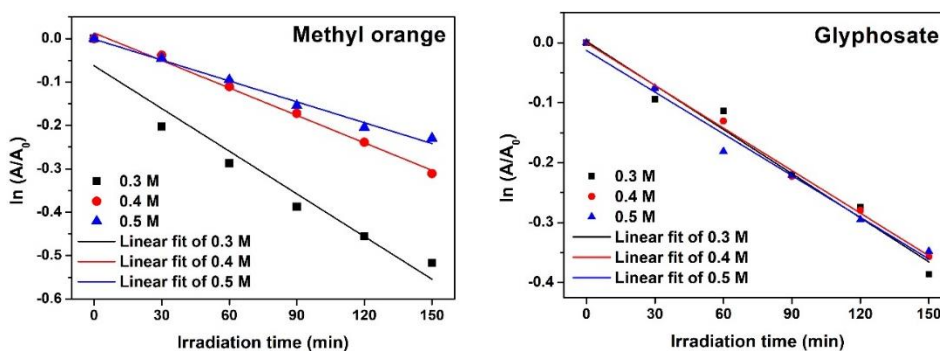 Methyl orange
ln (A/A0)
0.0
-0.1
-0.2
-0.3
-0.4
-0.5
-0.6
0.3 M
0.4 M
0.5 M
Linear fit of 0.3 M
Linear fit of 0.4 M
Linear fit of 0.5 M
0 30 60 90 120 150
Irradiation time (min)
Glyphosate
ln (A/A0)
0.0
-0.1
-0.2
-0.3
-0.4
0.3 M
0.4 M
0.5 M
Linear fit of 0.3 M
Linear fit of 0.4 M
Linear fit of 0.5 M
0 30 60 90 120 150
Irradiation time (min)